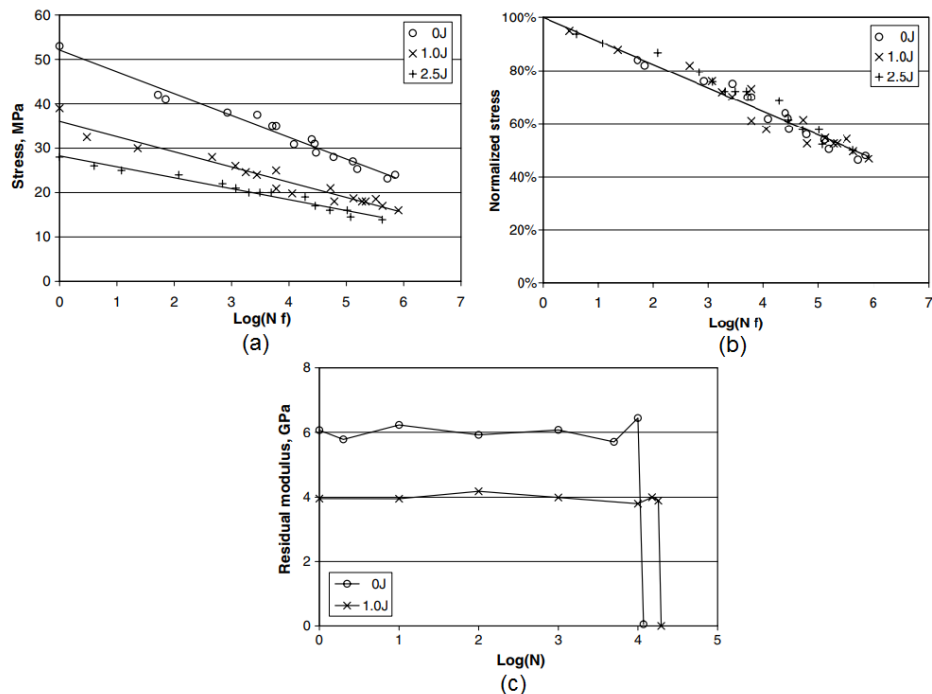 60
50
40
30
20
10
0
Stress, MPa
0J
1.0J
2.5J
0 1 2 3 4 5 6 7
Log(N f)
(a)
100%
80%
60%
40%
20%
0%
Normalized stress
0J
1.0J
2.5J
0 1 2 3 4 5 6 7
Log(N f)
(b)
8
6
4
2
0
Residual modulus, GPa
0J
1.0J
0 1 2 3 4 5
Log(N)
(c)